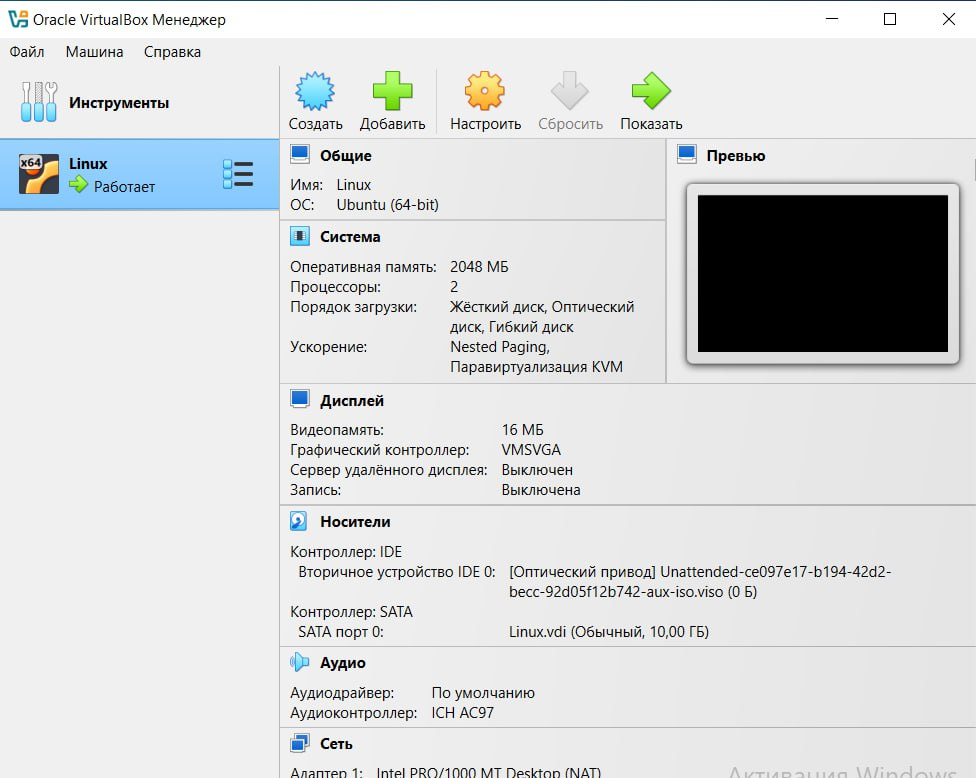 Oracle VirtualBox Менеджер
Файл Машина Справка
Инструменты
x64
Linux
Работает
Создать Добавить Настроить Сбросить Показать
Общие
Имя: Linux
ОС: Ubuntu (64-bit)
Превью
Система
Оперативная память: 2048 МБ
Процессоры: 2
Порядок загрузки: Жёсткий диск, Оптический
диск, Гибкий диск
Ускорение: Nested Paging,
Паравиртуализация KVM
Дисплей
Видеопамять: 16 МБ
Графический контроллер: VMSVGA
Сервер удалённого дисплея: Выключен
Запись: Выключена
Носители
Контроллер: IDE
Вторичное устройство IDE 0: [Оптический привод] Unattended-ce097e17-b194-42d2-
becc-92d05f12b742-aux-iso.viso (0 Б)
Контроллер: SATA
SATA порт 0: Linux.vdi (Обычный, 10,00 ГБ)
Аудио
Аудиодрайвер: По умолчанию
Аудиоконтроллер: ICH AC97
Сеть
Адаптер 1: Intel PRO/1000 MT Desktop (NAT)
Активация Windows